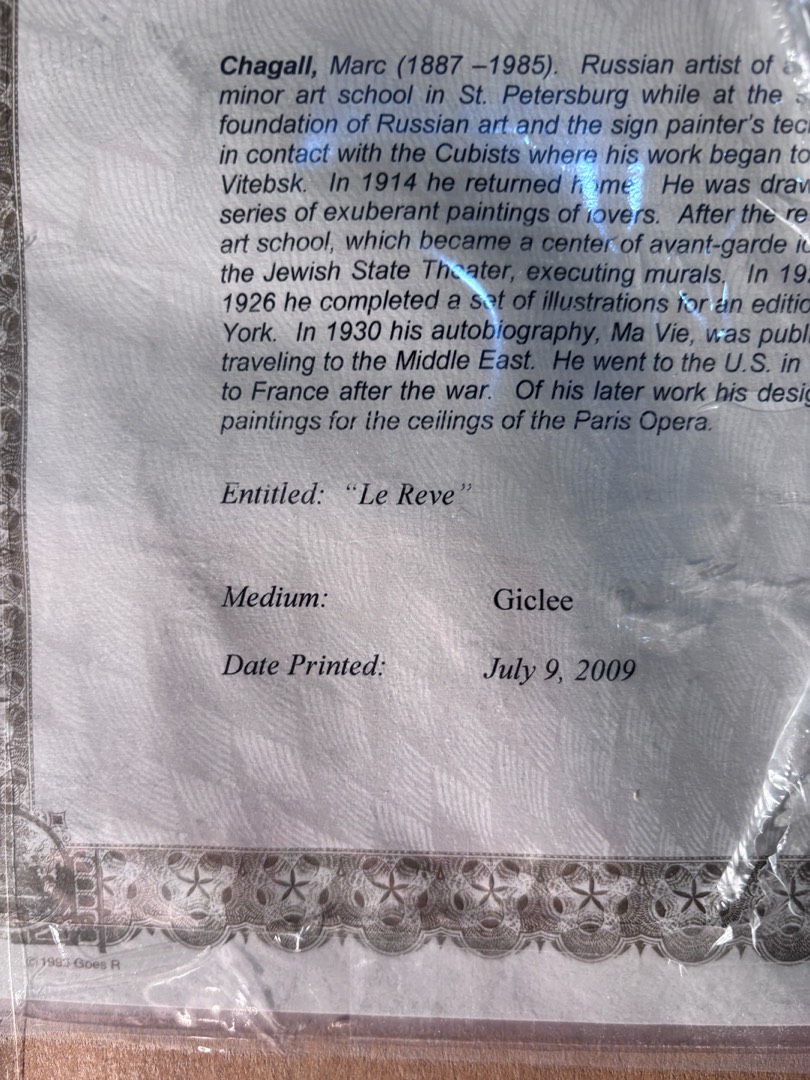 Chagall, Marc (1887 –1985). Russian artist of a
minor art school in St. Petersburg while at the
foundation of Russian art and the sign painter's
in contact with the Cubists where his work began to
Vitebsk. In 1914 he returned home. He was
series of exuberant paintings of lovers. After the
art school, which became a center of avant-garde
the Jewish State Theater, executing murals. In
1926 he completed a set of illustrations for an
York. In 1930 his autobiography, Ma Vie, was
traveling to the Middle East. He went to the U.S. in
to France after the war. Of his later work his
paintings for the ceilings of the Paris Opera.
Entitled: “Le Reve”
Medium: Giclee
Date Printed: July 9, 2009
© 1993 Goes